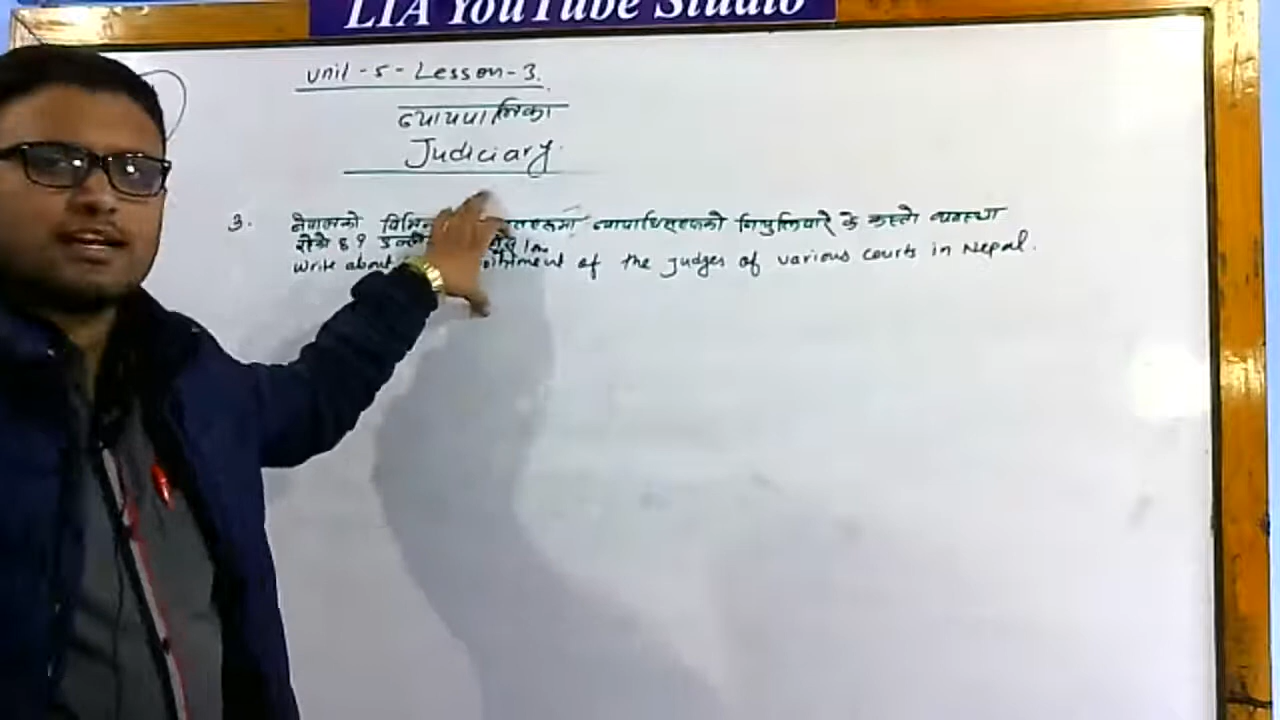 LIA YouTube Studio
Unit - 5 - Lesson - 3.
न्यायपालिका
Judiciary.
3. नेपालको न्यायाधिशहरूको नियुक्तिबारे के कस्तो व्यवस्था
गरेको छ?
Write about of the judges of various courts in Nepal.